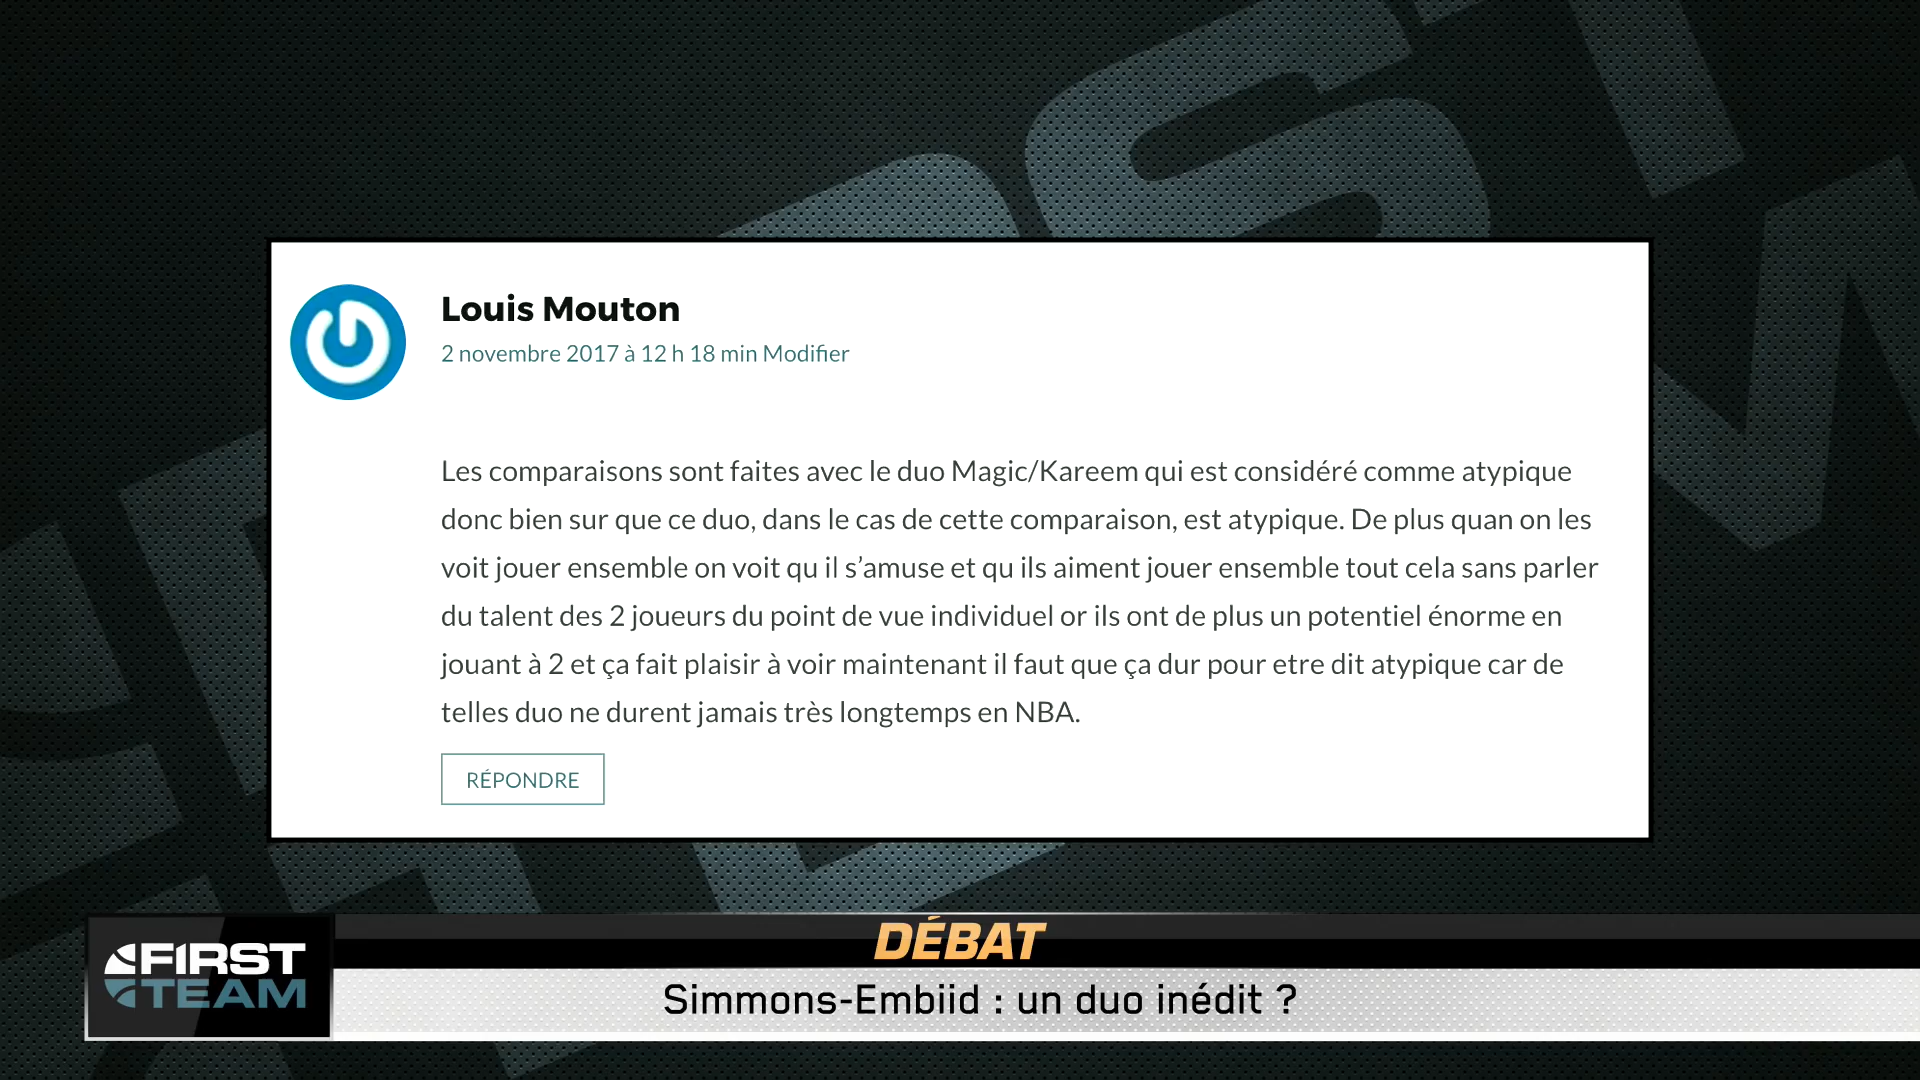 Louis Mouton
2 novembre 2017 à 12 h 18 min Modifier
Les comparaisons sont faites avec le duo Magic/Kareem qui est considéré comme atypique
donc bien sur que ce duo, dans le cas de cette comparaison, est atypique. De plus quan on les
voit jouer ensemble on voit qu il s’amuse et qu ils aiment jouer ensemble tout cela sans parler
du talent des 2 joueurs du point de vue individuel or ils ont de plus un potentiel énorme en
jouant à 2 et ça fait plaisir à voir maintenant il faut que ça dur pour etre dit atypique car de
telles duo ne durent jamais très longtemps en NBA.
RÉPONDRE
DÉBAT
FIRST
TEAM
Simmons-Embiid : un duo inédit ?